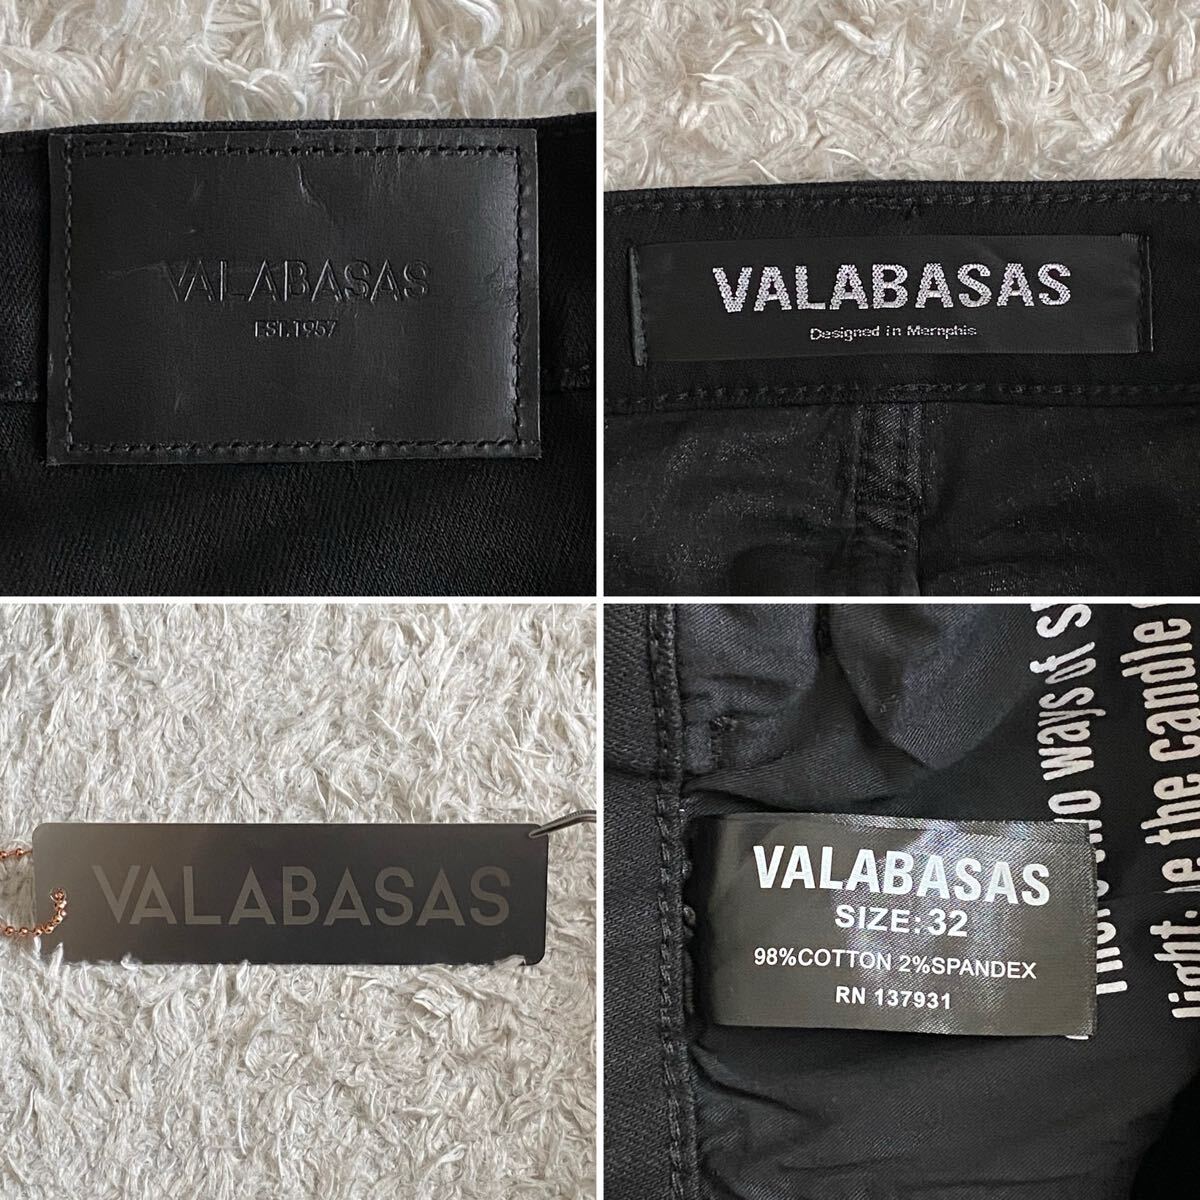 VALABASAS
EST.1957
VALABASAS
Designed in Memphis
VALABASAS
VALABASAS
SIZE: 32
98%COTTON 2%SPANDEX
RN 137931
two ways of
light, be the candle